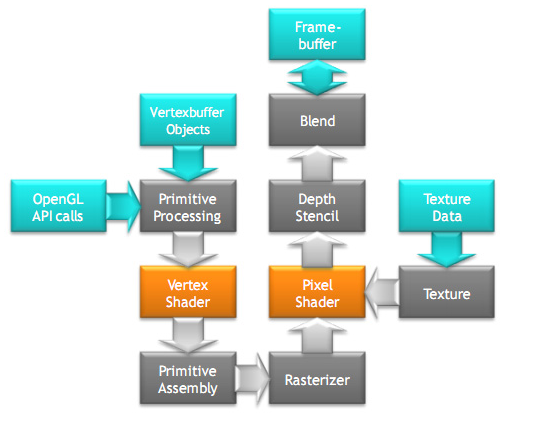 Frame-
buffer
Vertexbuffer
Objects
Blend
OpenGL
API calls
Primitive
Processing
Depth
Stencil
Texture
Data
Vertex
Shader
Pixel
Shader
Texture
Primitive
Assembly
Rasterizer